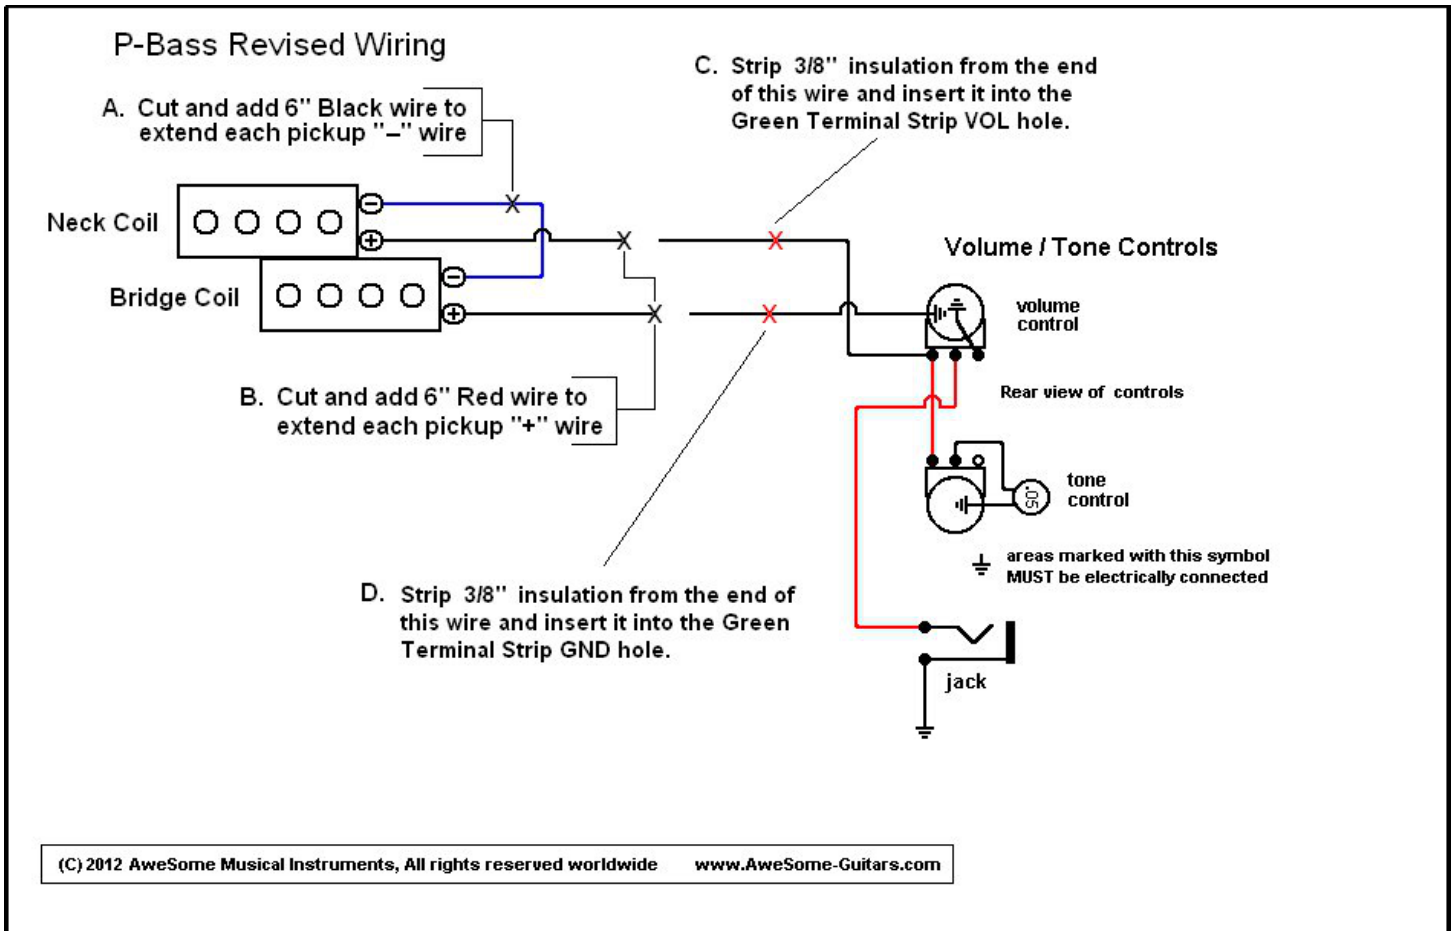 P-Bass Revised Wiring
A. Cut and add 6" Black wire to
extend each pickup "–" wire
C. Strip 3/8" insulation from the end
of this wire and insert it into the
Green Terminal Strip VOL hole.
Neck Coil
Bridge Coil
Volume / Tone Controls
volume
control
B. Cut and add 6" Red wire to
extend each pickup "+" wire
Rear view of controls
.05
tone
control
areas marked with this symbol
MUST be electrically connected
D. Strip 3/8" insulation from the end of
this wire and insert it into the Green
Terminal Strip GND hole.
jack
(C) 2012 AweSome Musical Instruments, All rights reserved worldwide www.AweSome-Guitars.com